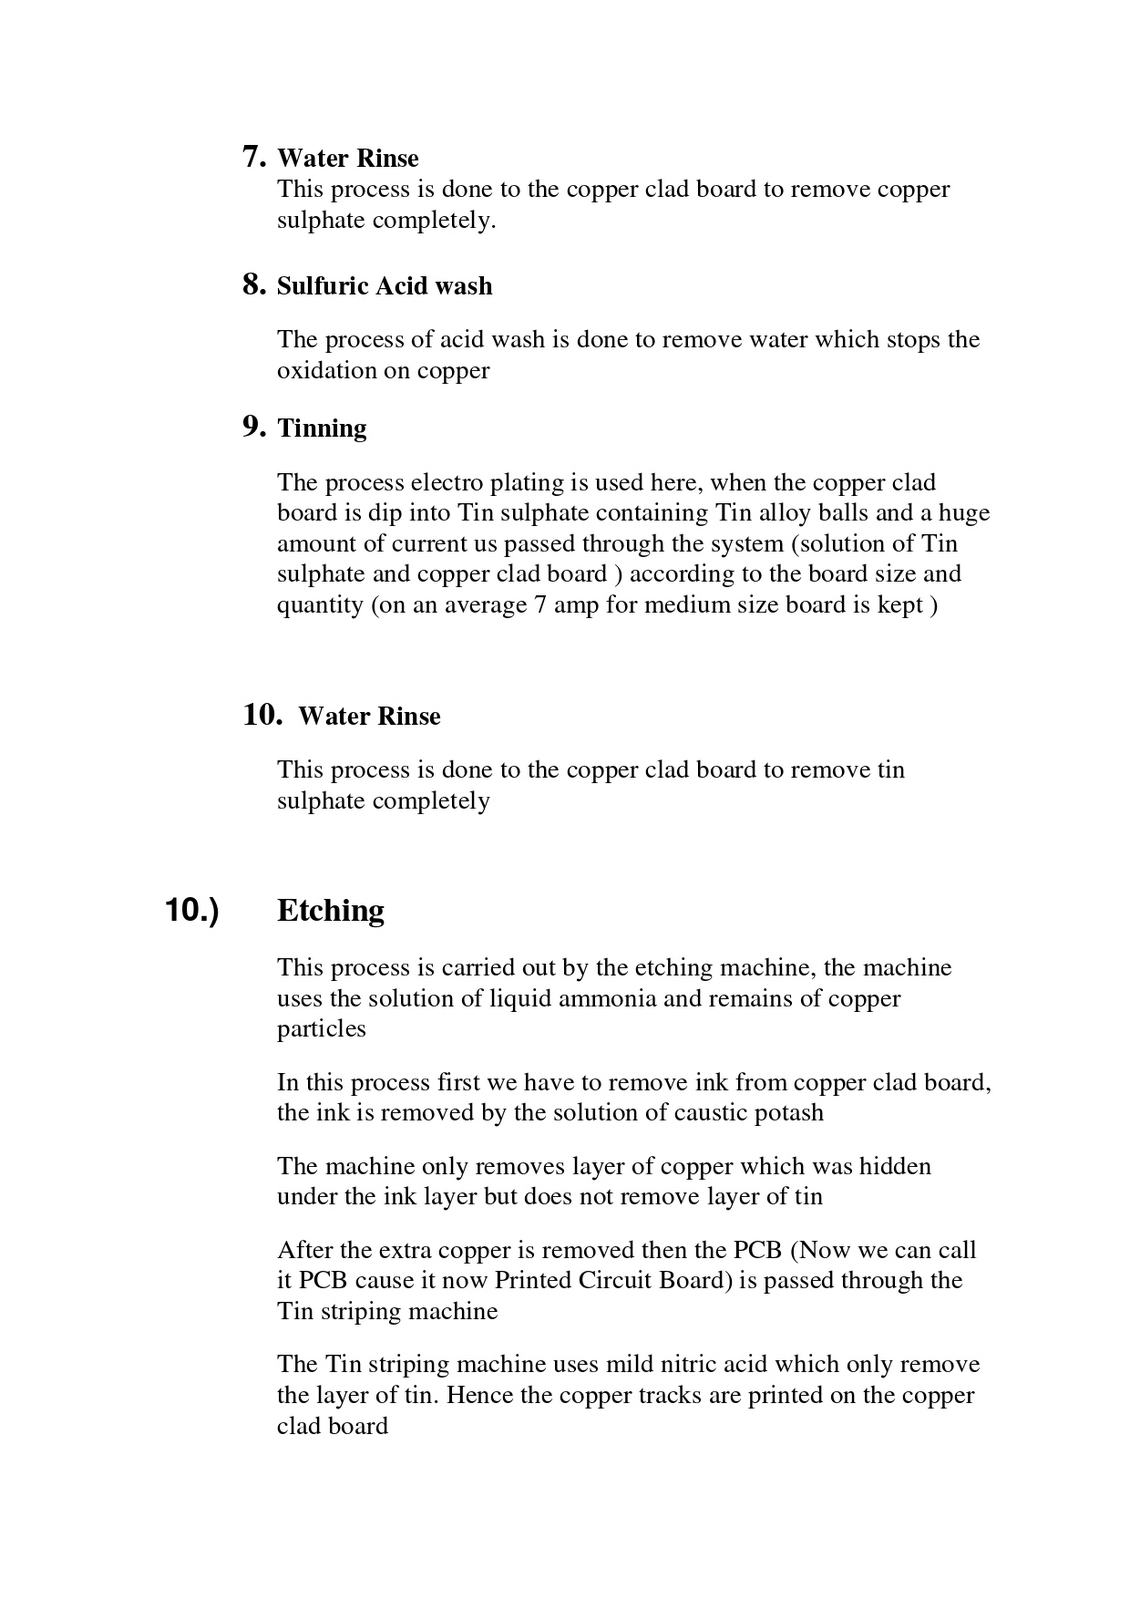 7. Water Rinse
This process is done to the copper clad board to remove copper
sulphate completely.
8. Sulfuric Acid wash
The process of acid wash is done to remove water which stops the
oxidation on copper
9. Tinning
The process electro plating is used here, when the copper clad
board is dip into Tin sulphate containing Tin alloy balls and a huge
amount of current us passed through the system (solution of Tin
sulphate and copper clad board ) according to the board size and
quantity (on an average 7 amp for medium size board is kept )
10. Water Rinse
This process is done to the copper clad board to remove tin
sulphate completely
10.) Etching
This process is carried out by the etching machine, the machine
uses the solution of liquid ammonia and remains of copper
particles
In this process first we have to remove ink from copper clad board,
the ink is removed by the solution of caustic potash
The machine only removes layer of copper which was hidden
under the ink layer but does not remove layer of tin
After the extra copper is removed then the PCB (Now we can call
it PCB cause it now Printed Circuit Board) is passed through the
Tin striping machine
The Tin striping machine uses mild nitric acid which only remove
the layer of tin. Hence the copper tracks are printed on the copper
clad board